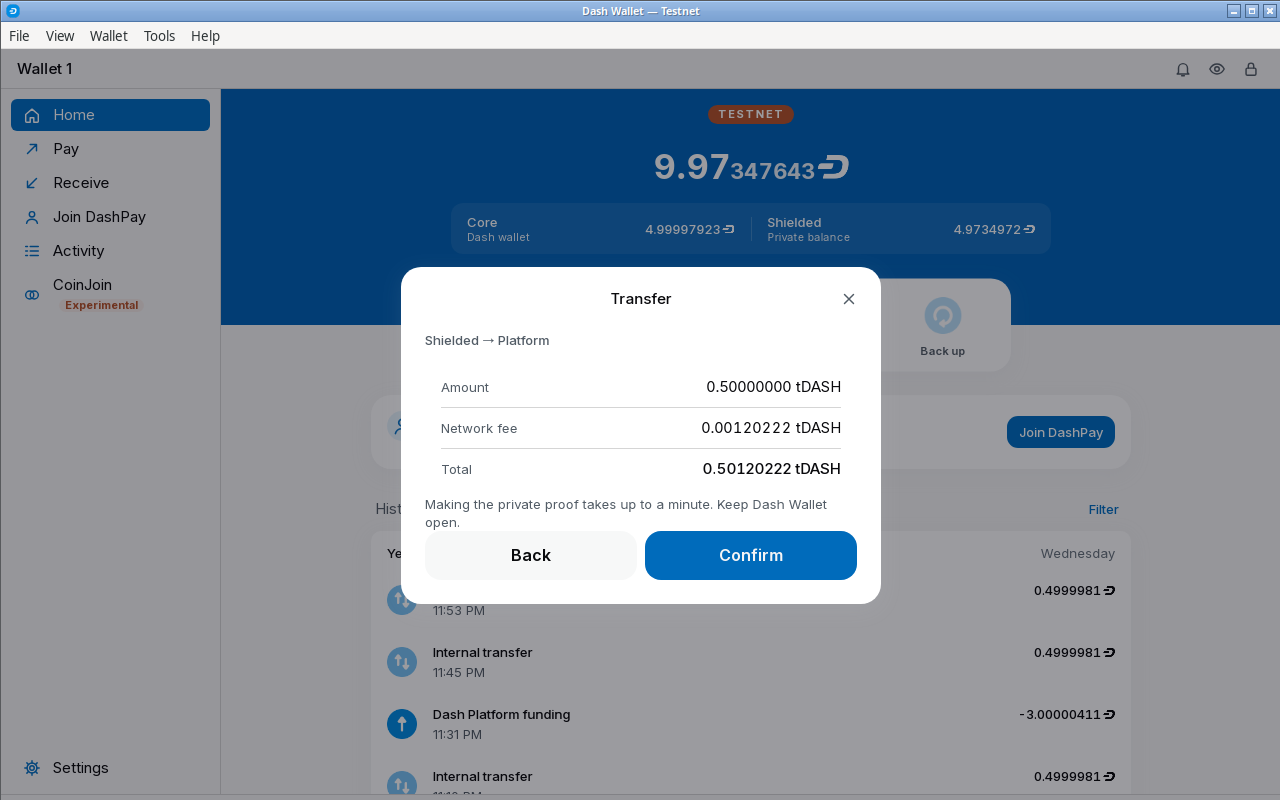 Dash Wallet — Testnet
File View Wallet Tools Help
Wallet 1
Home
Pay
Receive
Join DashPay
Activity
CoinJoin
Experimental
Settings
TESTNET
9.97347643
Core
Dash wallet
4.99997923
Shielded
Private balance
4.9734972
Back up
Join DashPay
Transfer
Shielded → Platform
Amount 0.50000000 tDASH
Network fee 0.00120222 tDASH
Total 0.50120222 tDASH
Making the private proof takes up to a minute. Keep Dash Wallet
open.
Back Confirm
Filter
Wednesday
0.4999981
11:53 PM
Internal transfer 0.4999981
11:45 PM
Dash Platform funding -3.00000411
11:31 PM
Internal transfer 0.4999981